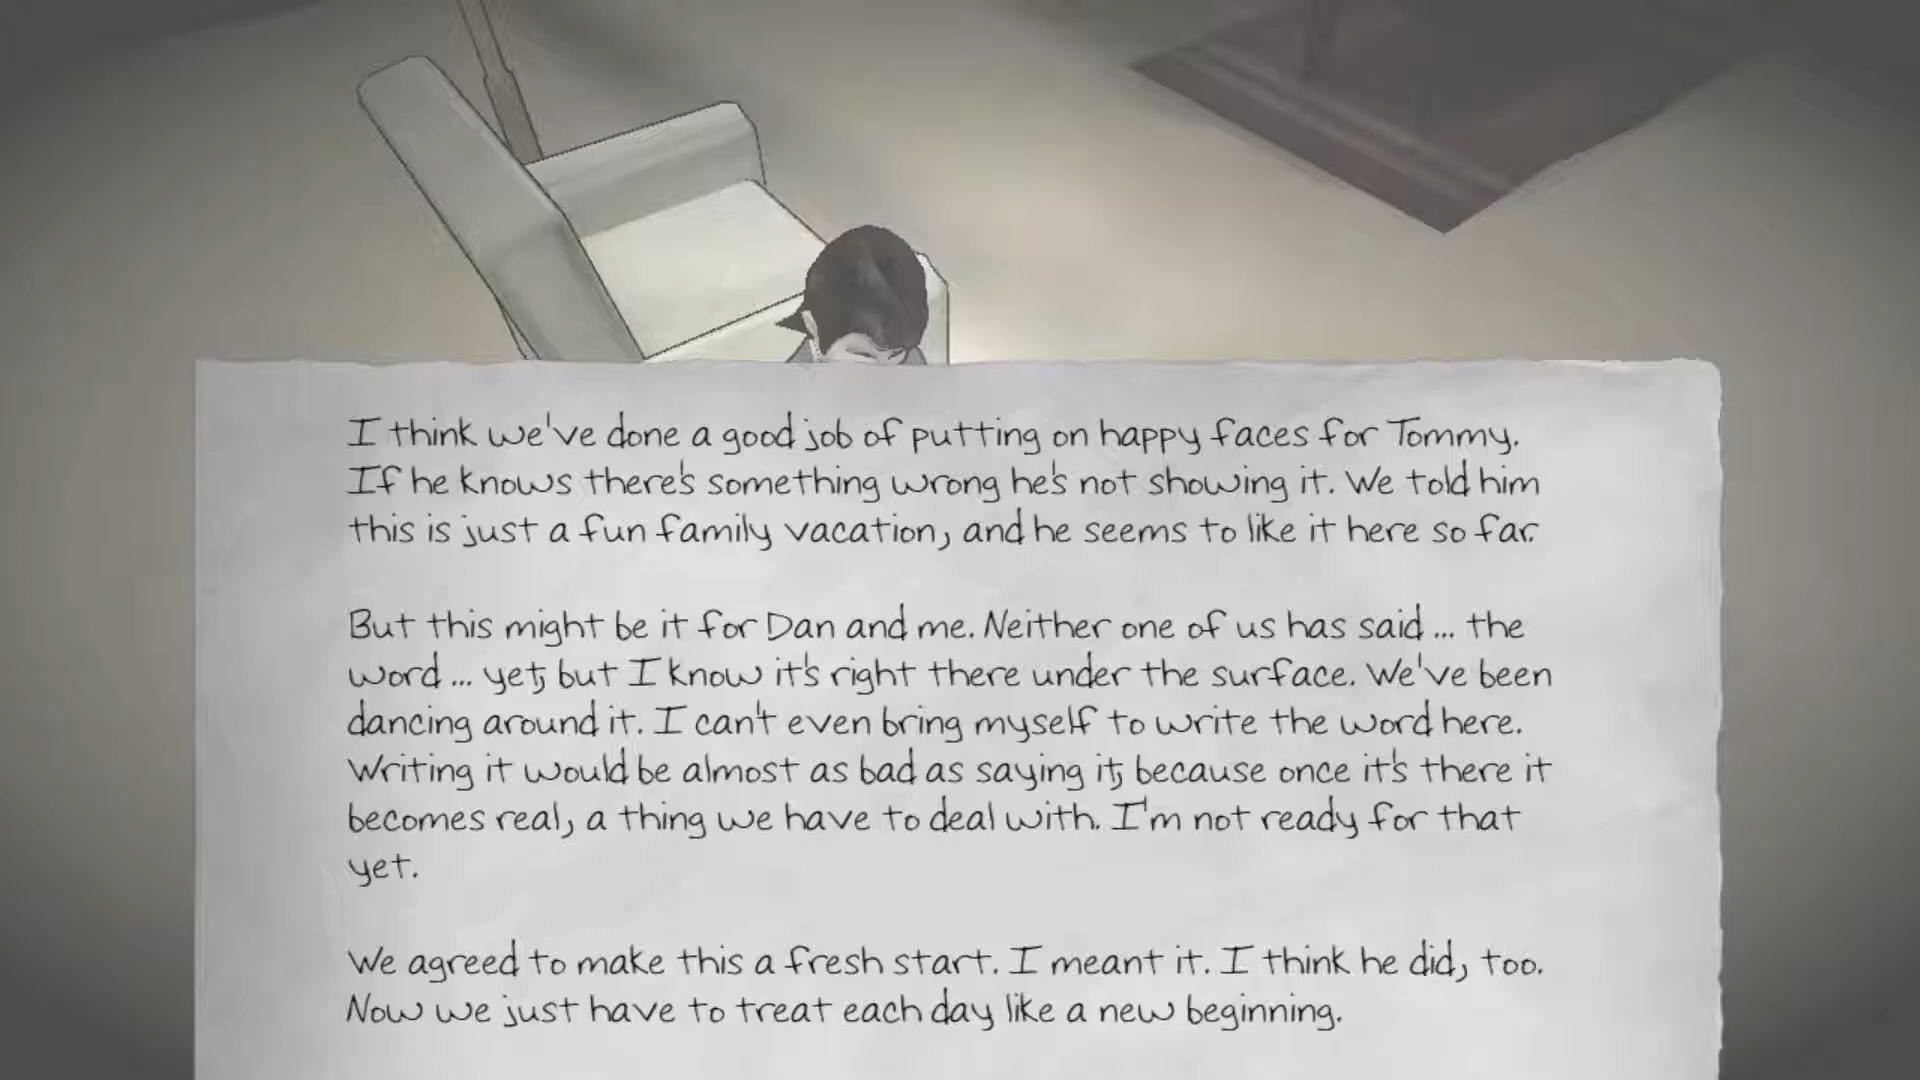 I think we've done a good job of putting on happy faces for Tommy.
If he knows there's something wrong he's not showing it. We told him
this is just a fun family vacation, and he seems to like it here so far.
But this might be it for Dan and me. Neither one of us has said ... the
word ... yet, but I know it's right there under the surface. We've been
dancing around it. I can't even bring myself to write the word here.
Writing it would be almost as bad as saying it, because once it's there it
becomes real, a thing we have to deal with. I'm not ready for that
yet.
We agreed to make this a fresh start. I meant it. I think he did, too.
Now we just have to treat each day like a new beginning.